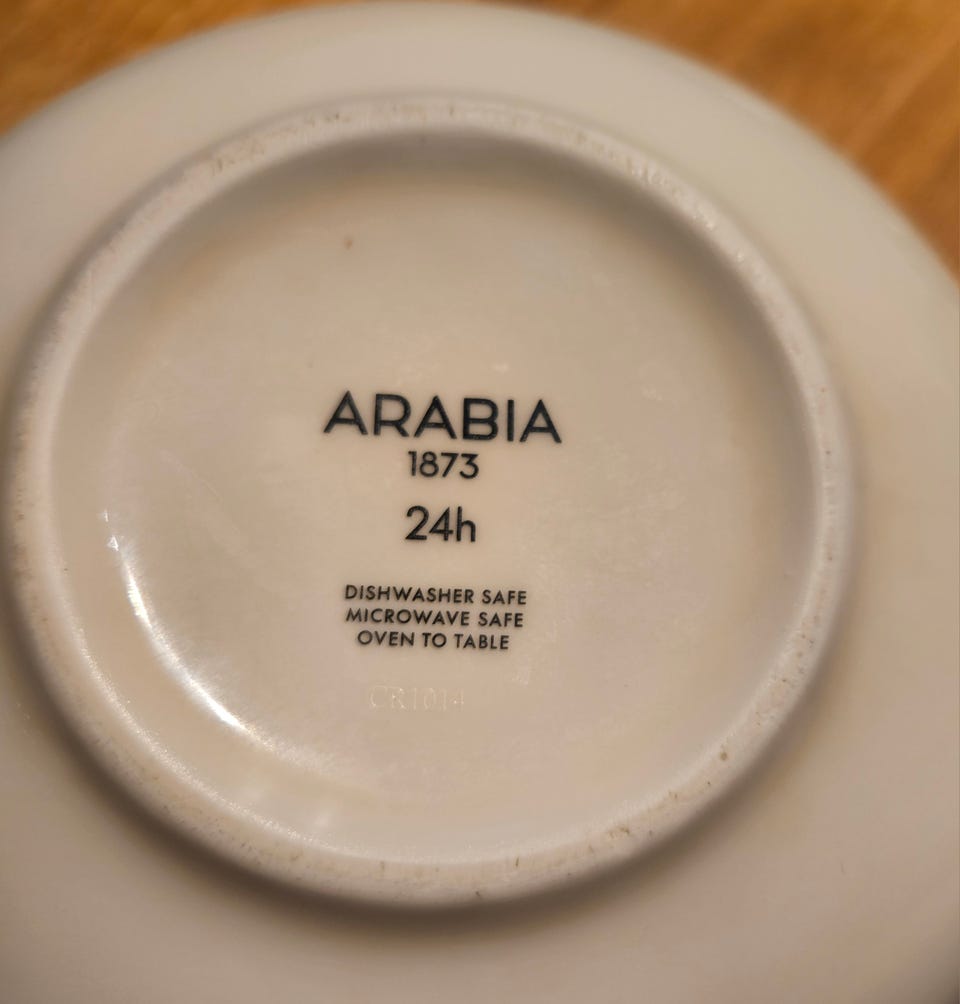 ARABIA
1873
24h
DISHWASHER SAFE
MICROWAVE SAFE
OVEN TO TABLE
CR1014